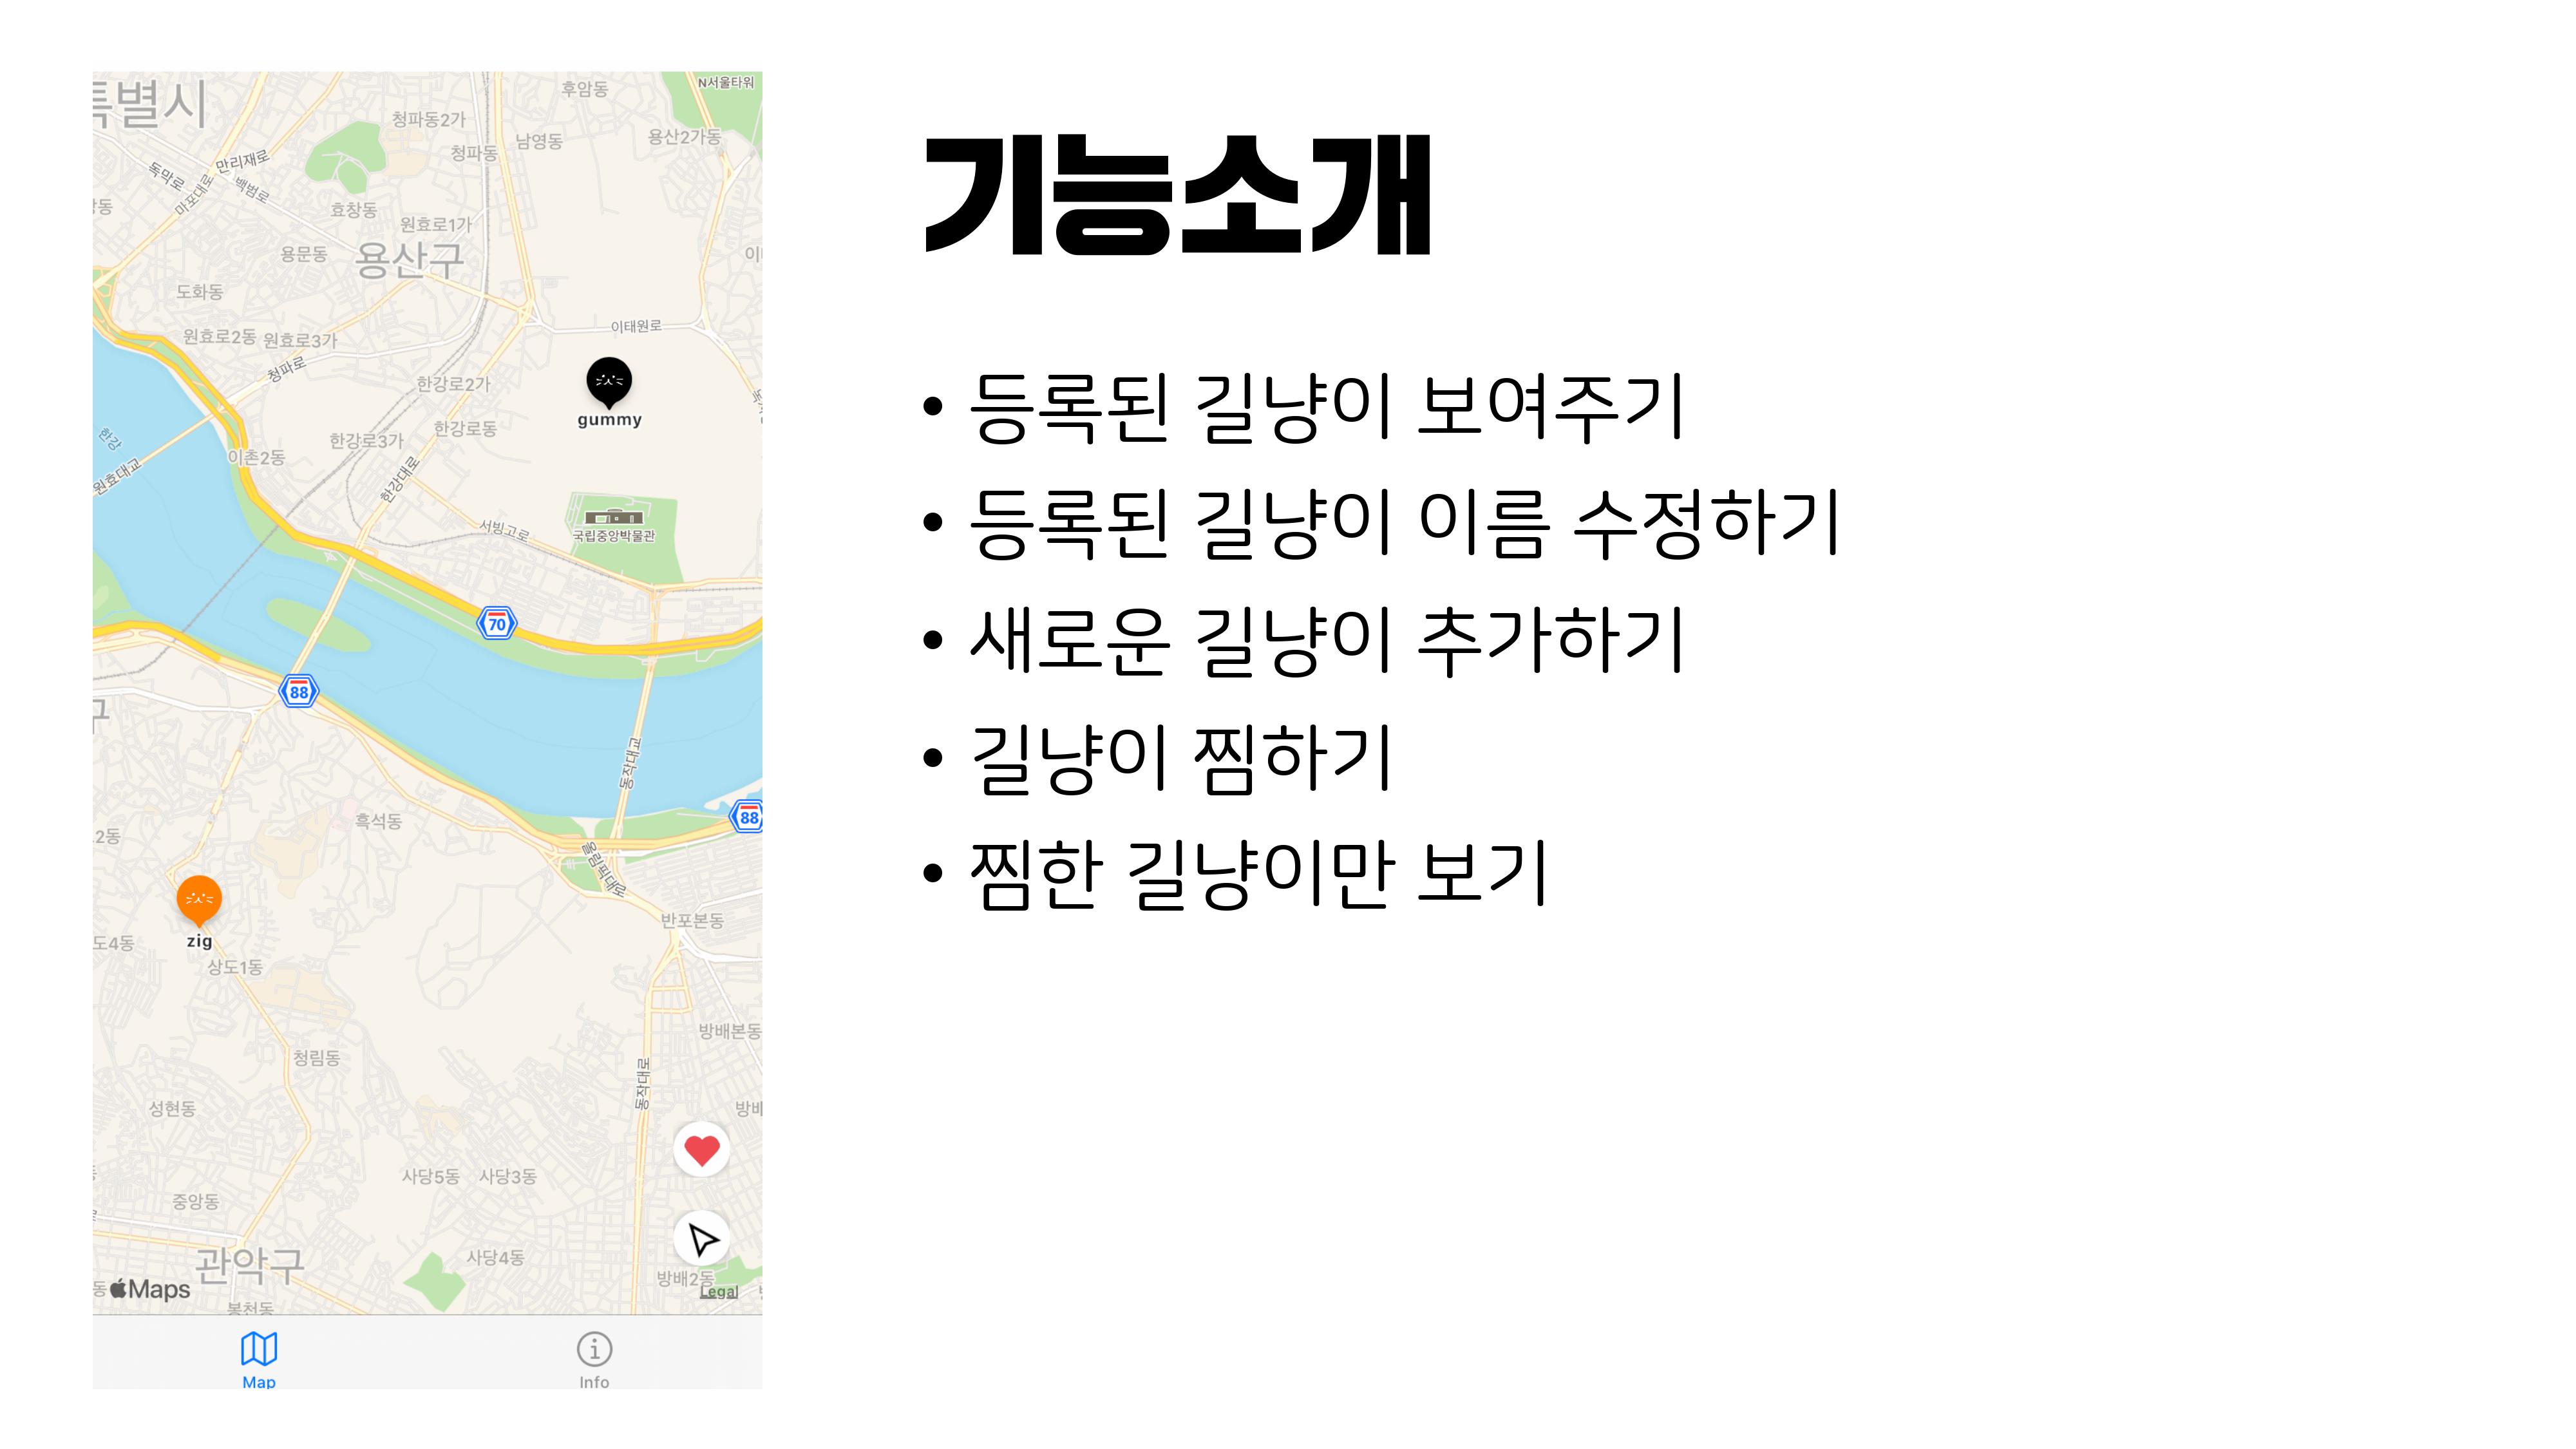 특별시
N서울타워
후암동
청파동2가
남영동
용산2가동
청파동
만리재로
독막로
마포대로
백범로
효창동
원효로1가
용문동
용산구
도화동
원효로2동
원효로3가
이태원로
청파로
한강로2가
gummy
한강
한강로3가
한강로동
이촌2동
원효대교
한강대로
서빙고로
국립중앙박물관
70
88
동작대교
88
흑석동
2동
올림픽대로
반포본동
zig
도4동
상도1동
방배본동
청림동
동작대로
성현동
방배
사당5동
사당3동
중앙동
사당4동
관악구
방배2동
Maps
Legal
봉천동
Map
Info
기능소개
• 등록된 길냥이 보여주기
• 등록된 길냥이 이름 수정하기
• 새로운 길냥이 추가하기
• 길냥이 찜하기
• 찜한 길냥이만 보기